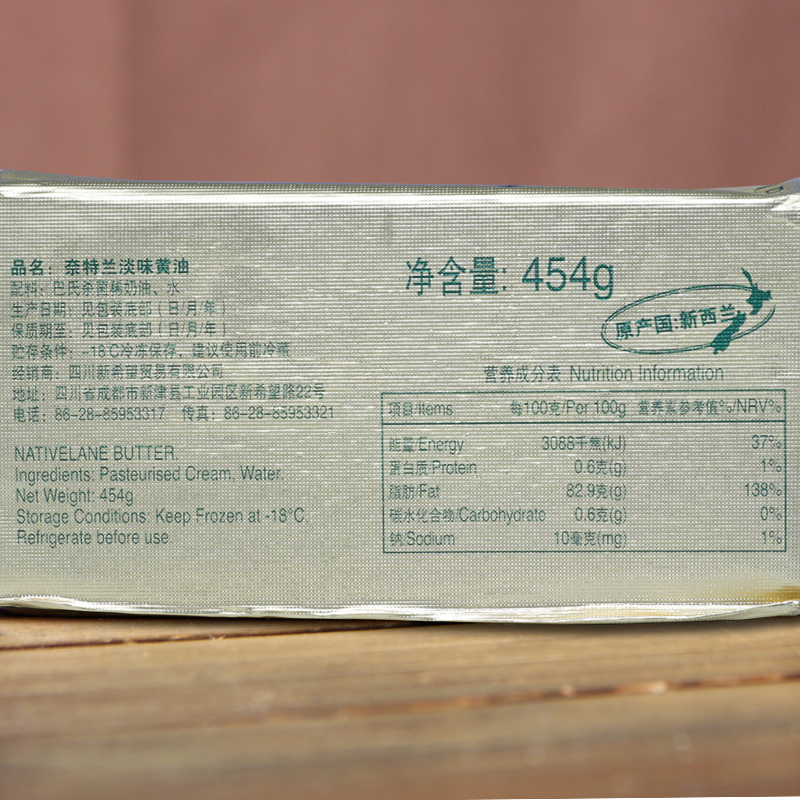 品名：奈特兰淡味黄油
配料：巴氏杀菌稀奶油、水
生产日期：见包装底部（日/月/年）
保质期至：见包装底部（日/月/年）
贮存条件：-18℃冷冻保存，建议使用前冷藏
经销商：四川新希望贸易有限公司
地址：四川省成都市新津县工业园区新希望路22号
电话：86-28-85953317 传真：86-28-85953321
NATIVELANE BUTTER.
Ingredients: Pasteurised Cream, Water.
Net Weight: 454g
Storage Conditions: Keep Frozen at -18°C.
Refrigerate before use.
净含量: 454g
原产国:新西兰
营养成分表 Nutrition Information
项目/Items 每100克/Per 100g 营养素参考值%/NRV%
能量/Energy 3068千焦(kJ) 37%
蛋白质/Protein 0.6克(g) 1%
脂肪/Fat 82.9克(g) 138%
碳水化合物/Carbohydrate 0.6克(g) 0%
钠/Sodium 10毫克(mg) 1%